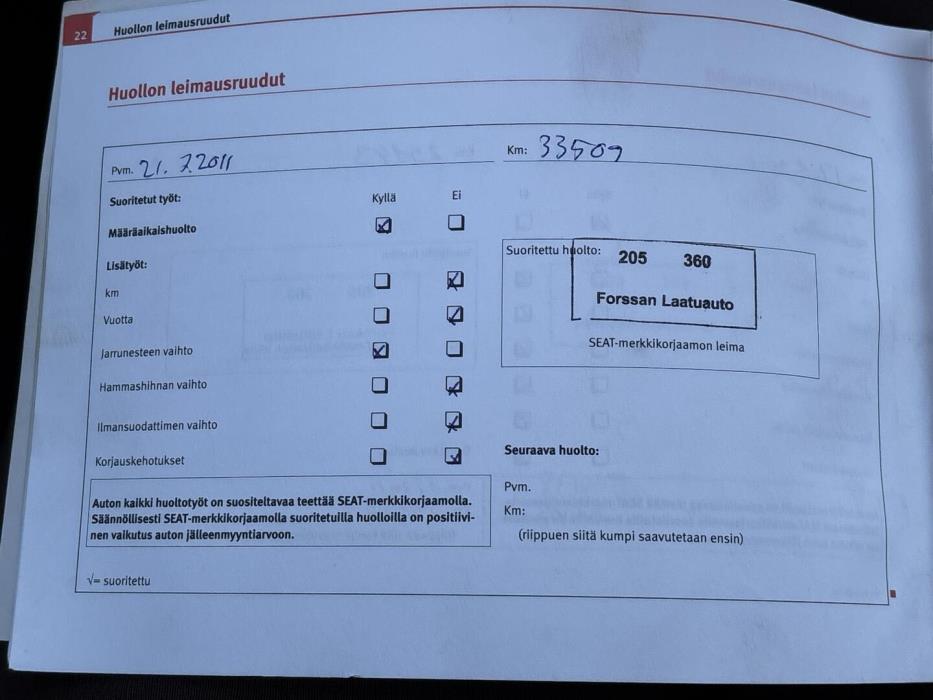 22
Huollon leimausruudut
Huollon leimausruudut
Pvm. 21. 7.2011
Km: 33509
Suoritetut työt:
Kyllä
Ei
Määräaikaishuolto
Lisätyöt:
km
Vuotta
Jarrunesteen vaihto
Hammashihnan vaihto
Ilmansuodattimen vaihto
Korjauskehotukset
Suoritettu huolto:
205 360
Forssan Laatuauto
SEAT-merkkikorjaamon leima
Auton kaikki huoltotyöt on suositeltavaa teettää SEAT-merkkikorjaamolla.
Säännöllisesti SEAT-merkkikorjaamolla suoritetuilla huolloilla on positiivi-
nen vaikutus auton jälleenmyyntiarvoon.
Seuraava huolto:
Pvm.
Km:
(riippuen siitä kumpi saavutetaan ensin)
√= suoritettu